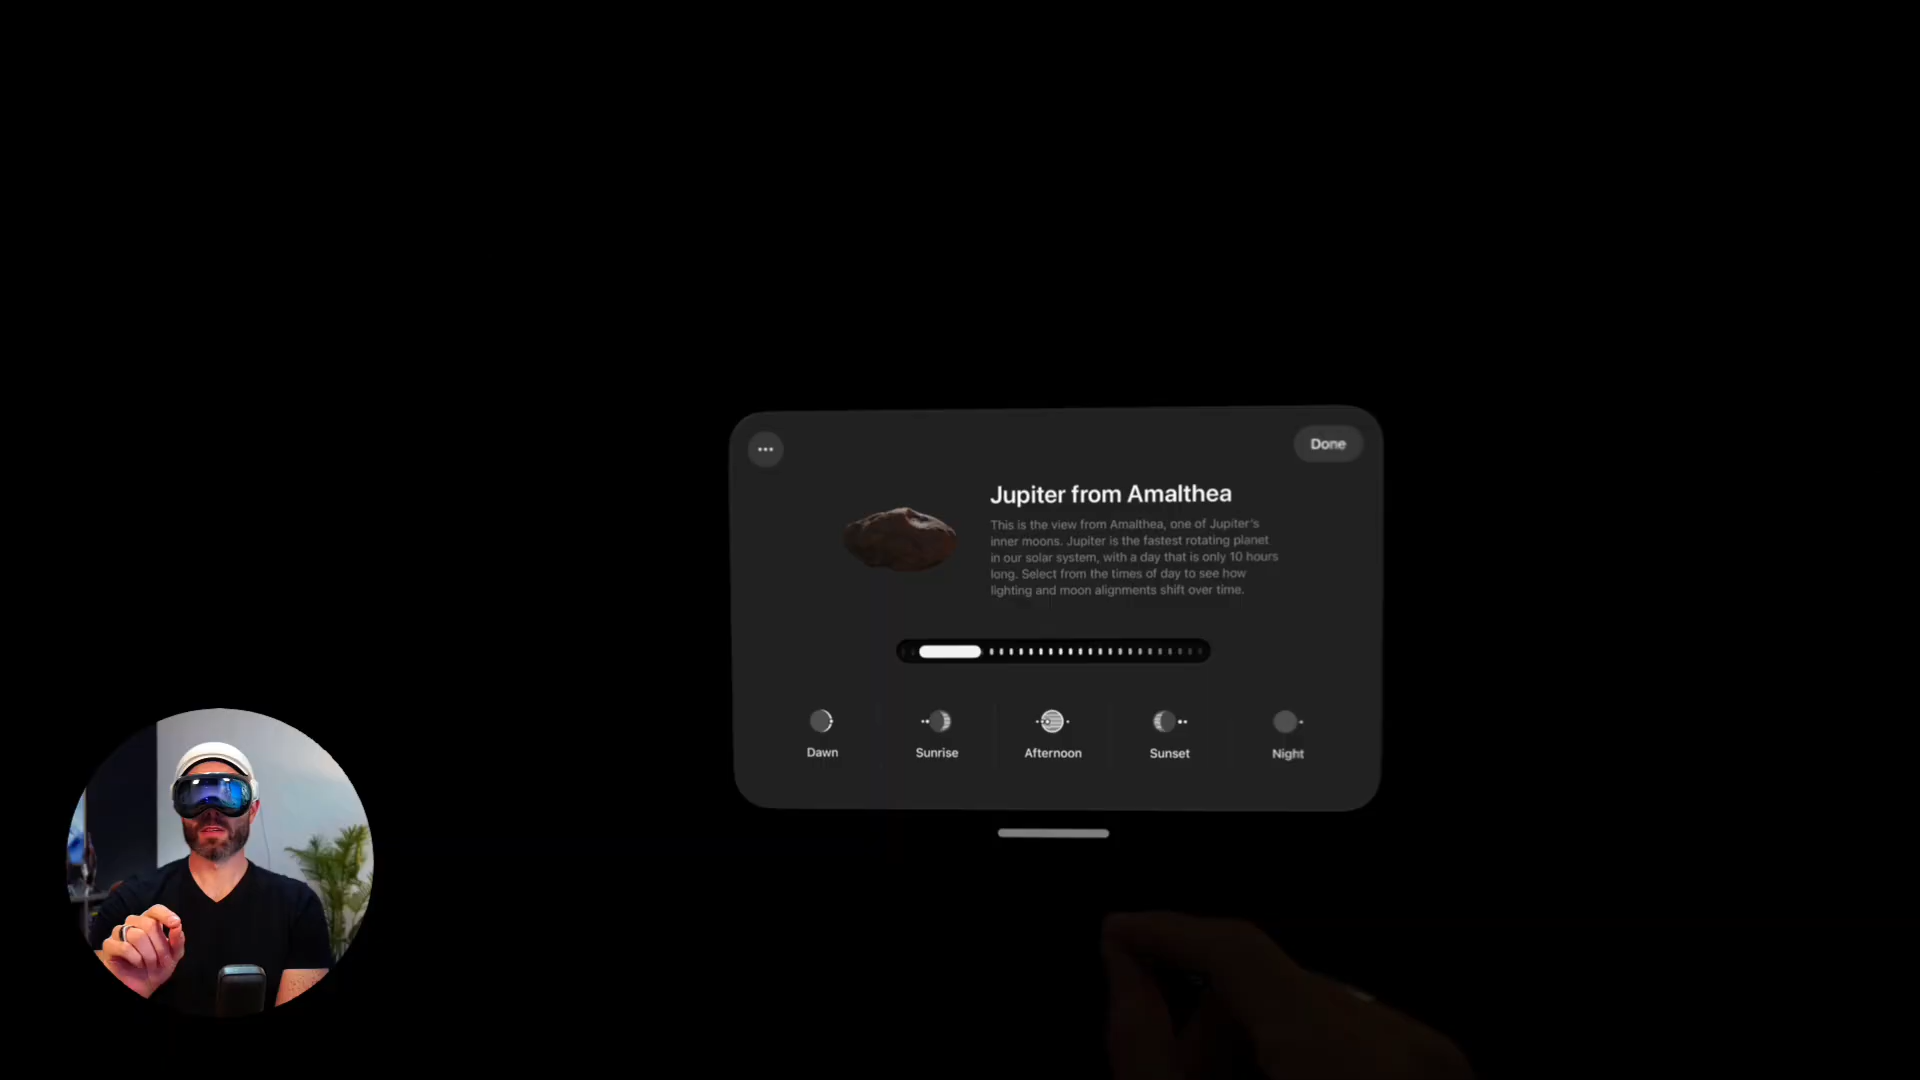 Done
Jupiter from Amalthea
This is the view from Amalthea, one of Jupiter's
inner moons. Jupiter is the fastest rotating planet
in our solar system, with a day that is only 10 hours
long. Select from the times of day to see how
lighting and moon alignments shift over time.
Dawn
Sunrise
Afternoon
Sunset
Night